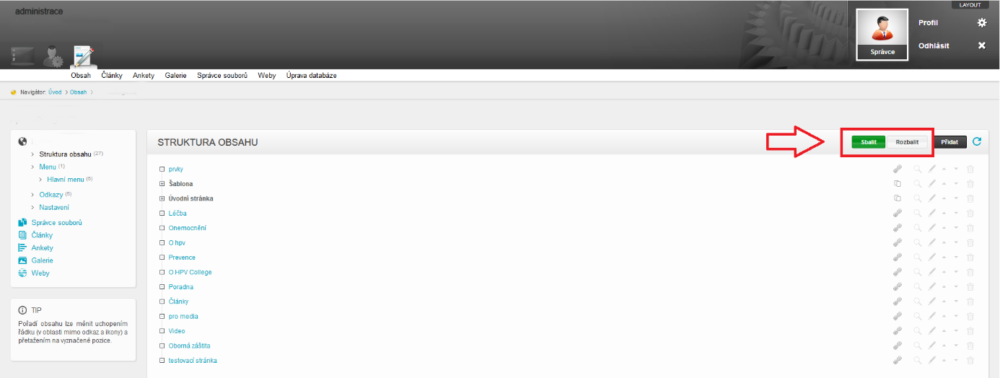 administrace
LAYOUT
Profil
Správce
Odhlásit
Obsah Články Ankety Galerie Správce souborů Weby Úprava databáze
Navigátor: Úvod > Obsah >
Struktura obsahu (27)
Menu (1)
Hlavní menu (6)
Odkazy (5)
Nastavení
Správce souborů
Články
Ankety
Galerie
Weby
TIP
Pořadí obsahu lze měnit uchopením
řádku (v oblasti mimo odkaz a ikony) a
přetažením na vyznačené pozice.
STRUKTURA OBSAHU
Sbalit Rozbalit Přidat
prvky
Šablona
Úvodní stránka
Léčba
Onemocnění
O hpv
Prevence
O HPV College
Poradna
Články
pro media
Video
Oborná záštita
testovací stránka